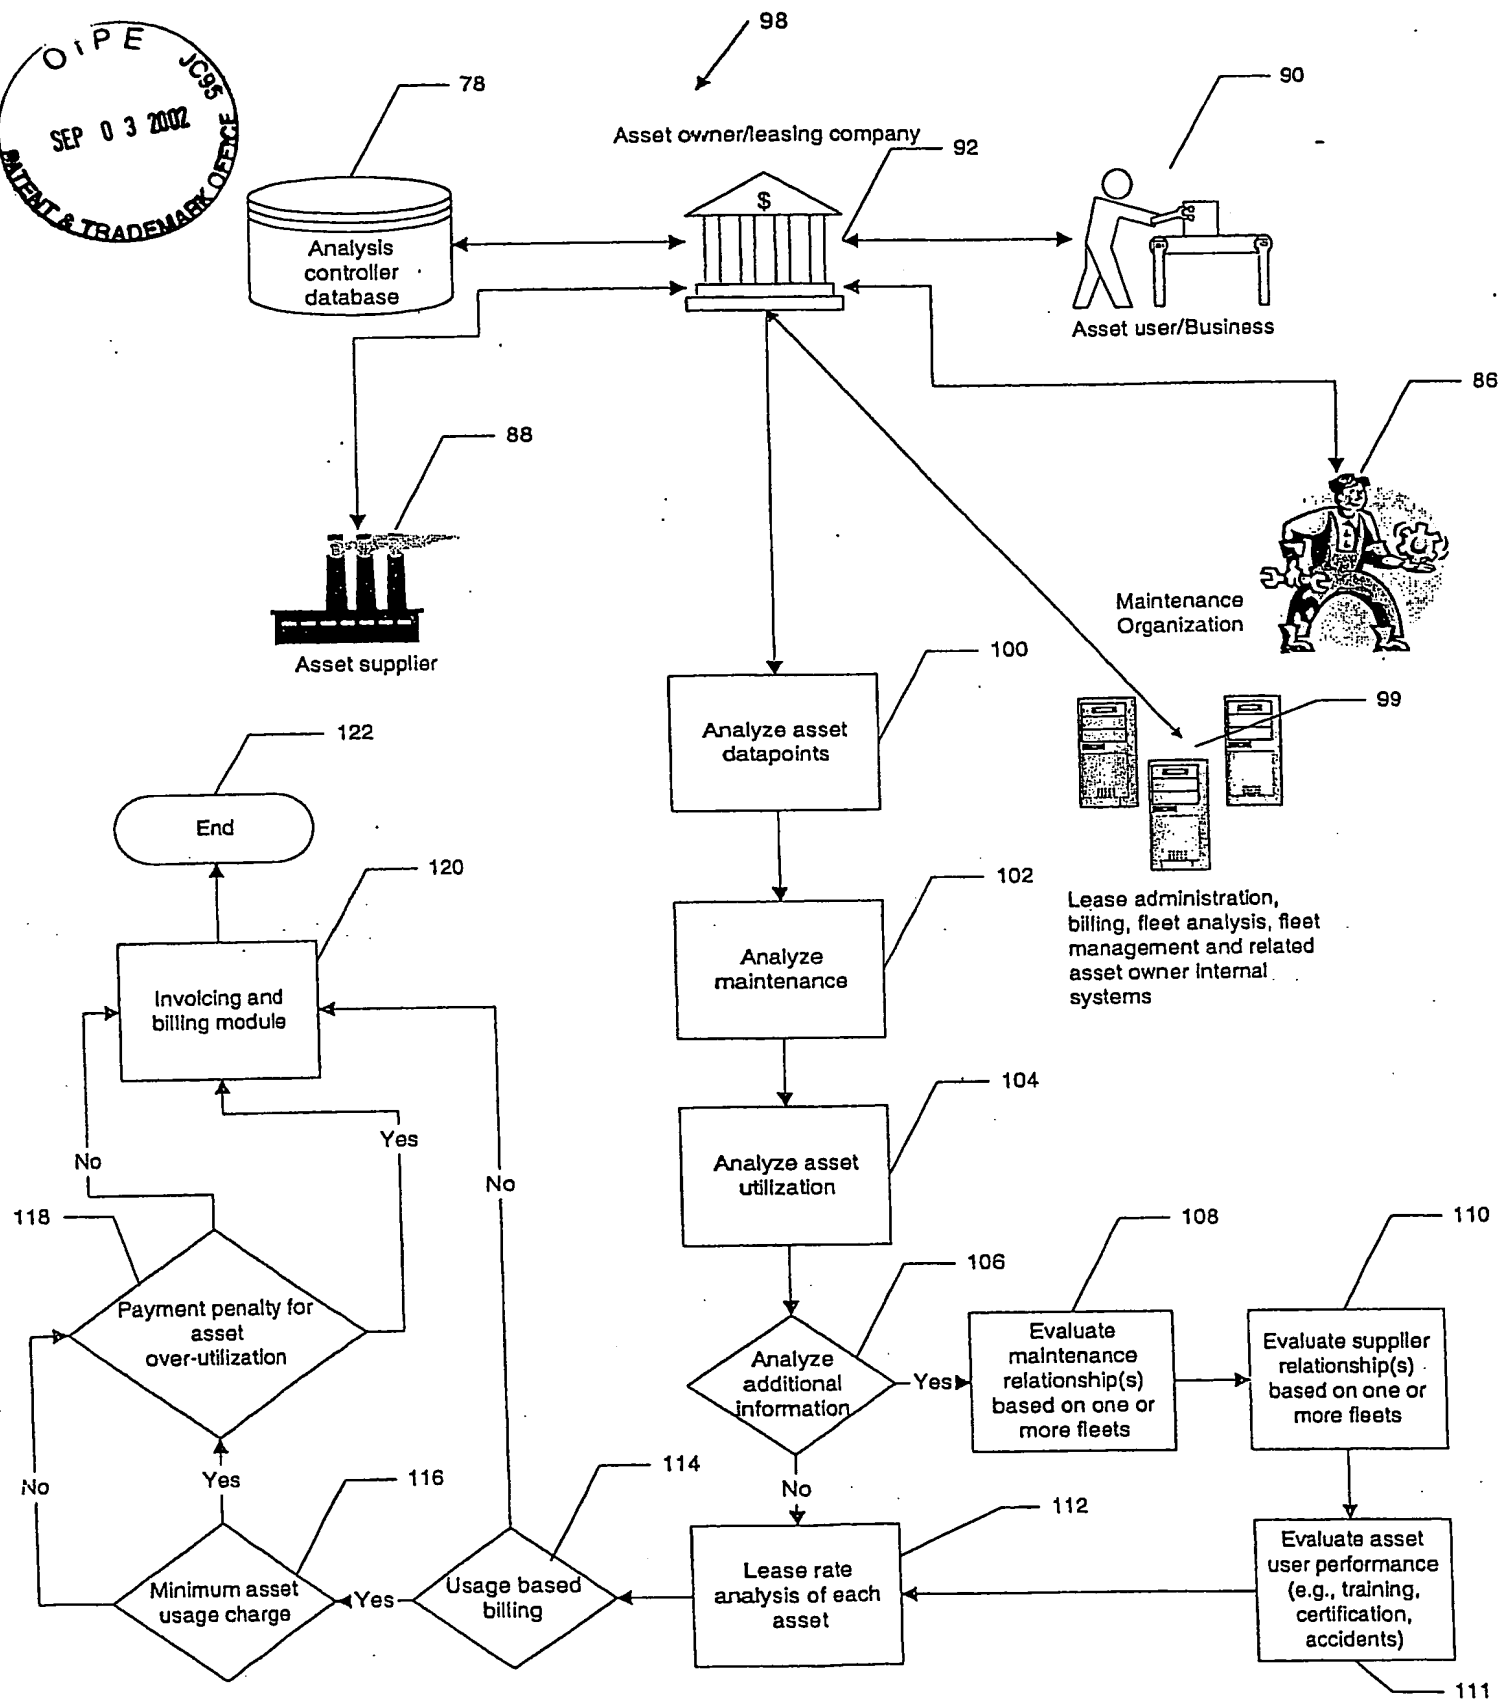 OIPE JC95
SEP 03 2002
PATENT & TRADEMARK OFFICE
98
78
90
Asset owner/leasing company
92
$
Analysis
controller
database
Asset user/Business
86
88
Asset supplier
Maintenance
Organization
100
99
Analyze asset
datapoints
122
End
120
102
Lease administration,
billing, fleet analysis, fleet
management and related
asset owner internal
systems
Analyze
maintenance
Invoicing and
billing module
104
Yes
No
No
Analyze asset
utilization
118
108
110
106
Payment penalty for
asset
over-utilization
Analyze
additional
information
Yes
Evaluate
maintenance
relationship(s)
based on one or
more fleets
Evaluate supplier
relationship(s)
based on one or
more fleets
No
Yes
116
114
No
112
Minimum asset
usage charge
Yes
Usage based
billing
Lease rate
analysis of each
asset
Evaluate asset
user performance
(e.g., training,
certification,
accidents)
111